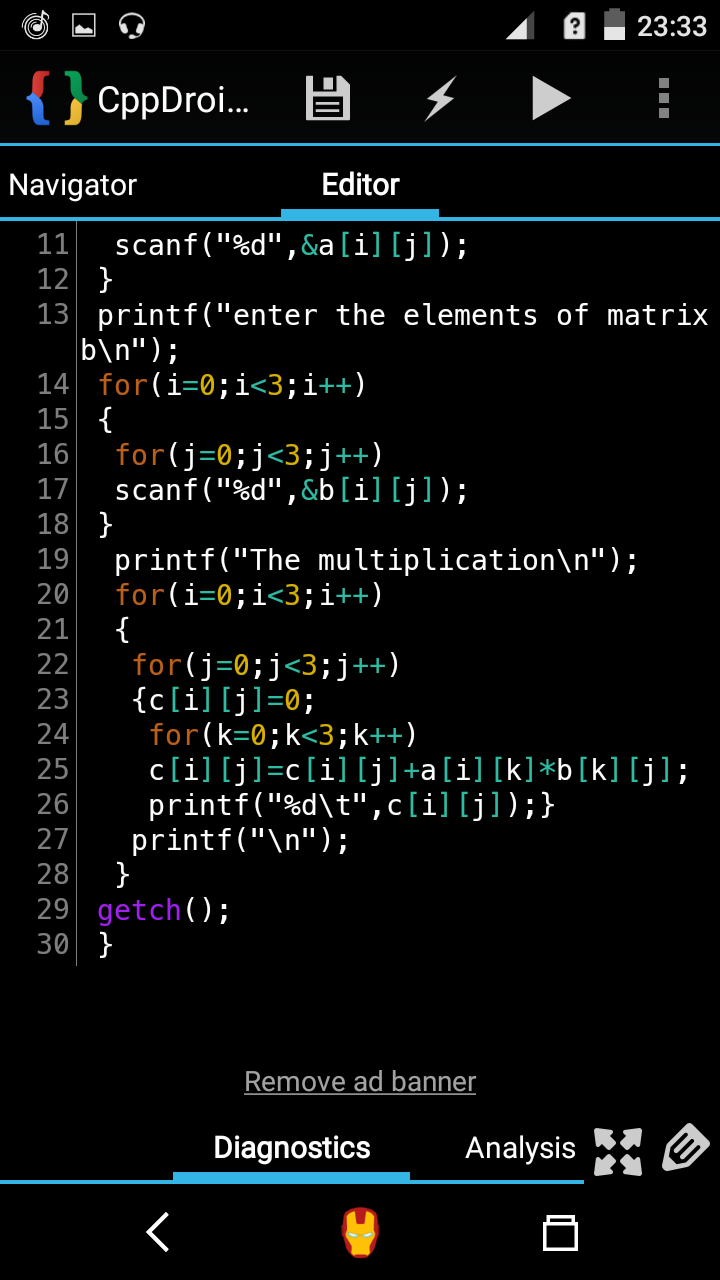 23:33
CppDroi...
Navigator
Editor
11 scanf("%d",&a[i][j]);
12 }
13 printf("enter the elements of matrix
b\n");
14 for(i=0;i<3;i++)
15 {
16 for(j=0;j<3;j++)
17 scanf("%d",&b[i][j]);
18 }
19 printf("The multiplication\n");
20 for(i=0;i<3;i++)
21 {
22 for(j=0;j<3;j++)
23 {c[i][j]=0;
24 for(k=0;k<3;k++)
25 c[i][j]=c[i][j]+a[i][k]*b[k][j];
26 printf("%d\t",c[i][j]);}
27 printf("\n");
28 }
29 getch();
30 }
Remove ad banner
Diagnostics
Analysis